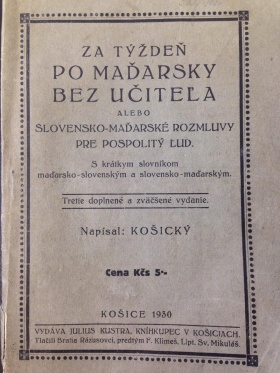 ZA TÝŽDEŇ
PO MAĎARSKY
BEZ UČITEĽA
ALEBO
SLOVENSKO-MAĎARSKÉ ROZMLUVY
PRE POSPOLITÝ ĽUD.
S krátkym slovníkom
maďarsko-slovenským a slovensko-maďarským.
Tretie doplnené a zväčšené vydanie.
Napísal: KOŠICKÝ
Cena Kčs 5·-
KOŠICE 1930
VYDÁVA JULIUS KUSTRA, KNÍHKUPEC V KOŠICIACH.
Tlačili Bratia Rázusovci, predtým F. Klimeš, Lipt. Sv. Mikuláš.